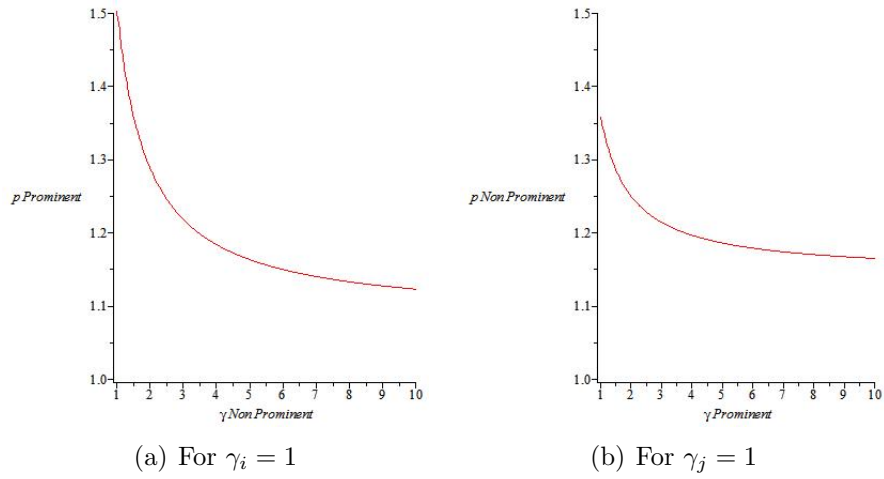 1.5
1.4
1.3
p Prominent
1.2
1.1
1.0
1 2 3 4 5 6 7 8 9 10
γ Non Prominent
(a) For γi = 1
1.5
1.4
1.3
p Non Prominent
1.2
1.1
1.0
1 2 3 4 5 6 7 8 9 10
γ Prominent
(b) For γj = 1